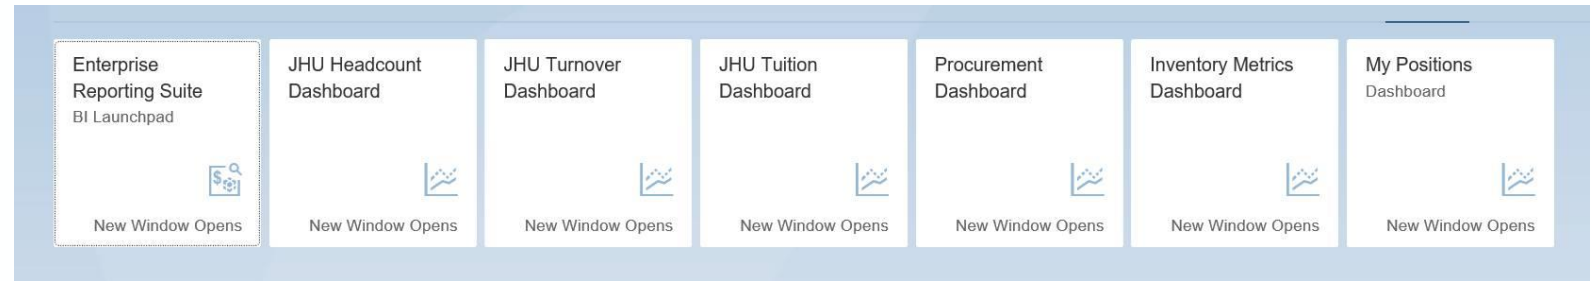 Enterprise
Reporting Suite
BI Launchpad
$
New Window Opens
JHU Headcount
Dashboard
New Window Opens
JHU Turnover
Dashboard
New Window Opens
JHU Tuition
Dashboard
New Window Opens
Procurement
Dashboard
New Window Opens
Inventory Metrics
Dashboard
New Window Opens
My Positions
Dashboard
New Window Opens